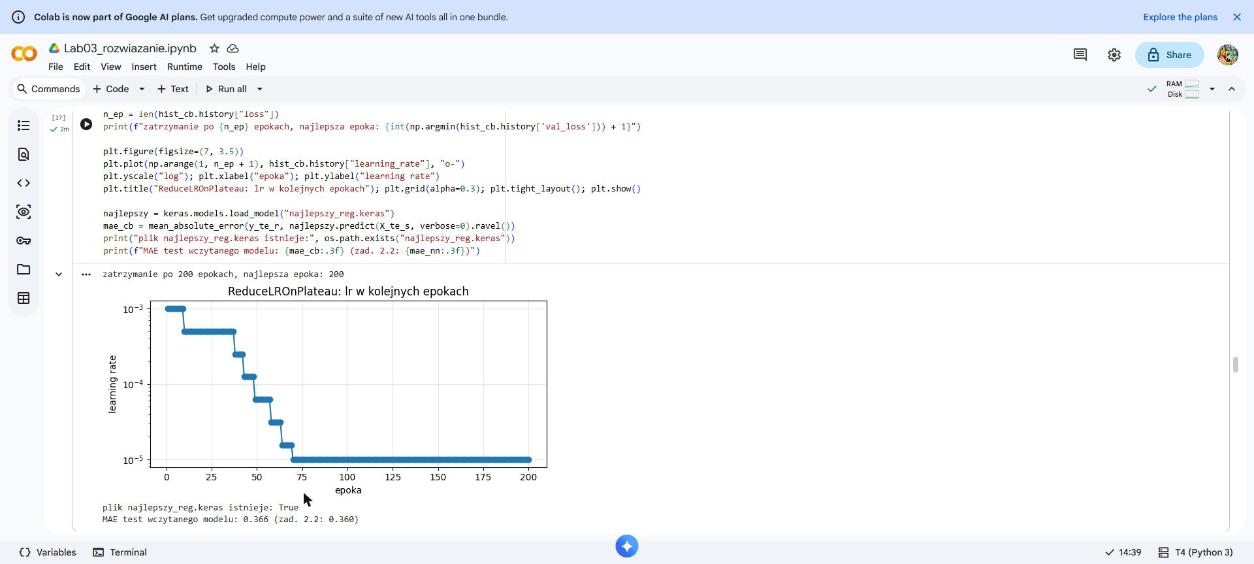 Colab is now part of Google AI plans. Get upgraded compute power and a suite of new AI tools all in one bundle.
Explore the plans
Lab03_rozwiazanie.ipynb
Share
File Edit View Insert Runtime Tools Help
Commands + Code + Text Run all
RAM
Disk
[17]
2m
n_ep = len(hist_cb.history["loss"])
print(f"zatrzymanie po {n_ep} epokach, najlepsza epoka: {int(np.argmin(hist_cb.history['val_loss'])) + 1}")
plt.figure(figsize=(7, 3.5))
plt.plot(np.arange(1, n_ep + 1), hist_cb.history["learning_rate"], "o-")
plt.yscale("log"); plt.xlabel("epoka"); plt.ylabel("learning rate")
plt.title("ReduceLROnPlateau: lr w kolejnych epokach"); plt.grid(alpha=0.3); plt.tight_layout(); plt.show()
najlepszy = keras.models.load_model("najlepszy_reg.keras")
mae_cb = mean_absolute_error(y_te_r, najlepszy.predict(X_te_s, verbose=0).ravel())
print("plik najlepszy_reg.keras istnieje:", os.path.exists("najlepszy_reg.keras"))
print(f"MAE test wczytanego modelu: {mae_cb:.3f} (zad. 2.2: {mae_nn:.3f})")
zatrzymanie po 200 epokach, najlepsza epoka: 200
ReduceLROnPlateau: lr w kolejnych epokach
10⁻³
10⁻⁴
10⁻⁵
learning rate
0 25 50 75 100 125 150 175 200
epoka
plik najlepszy_reg.keras istnieje: True
MAE test wczytanego modelu: 0.366 (zad. 2.2: 0.360)
Variables Terminal 14:39 T4 (Python 3)